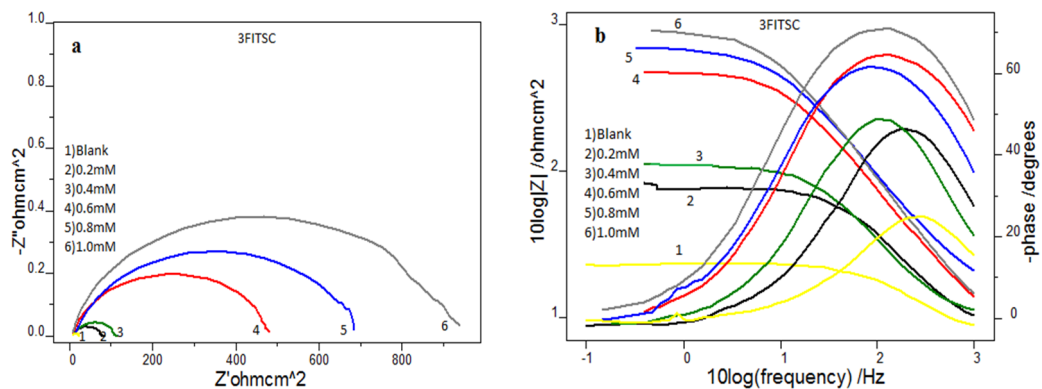 a
3FITSC
1.0
0.8
0.6
0.4
0.2
0.0
-Z"ohmcm^2
1)Blank
2)0.2mM
3)0.4mM
4)0.6mM
5)0.8mM
6)1.0mM
1
2
3
4
5
6
0
200
400
600
800
Z'ohmcm^2
b
3FITSC
3
2
1
10log|Z| /ohmcm^2
6
5
4
3
2
1
1)Blank
2)0.2mM
3)0.4mM
4)0.6mM
5)0.8mM
6)1.0mM
60
40
20
0
-phase /degrees
-1
0
1
2
3
10log(frequency) /Hz